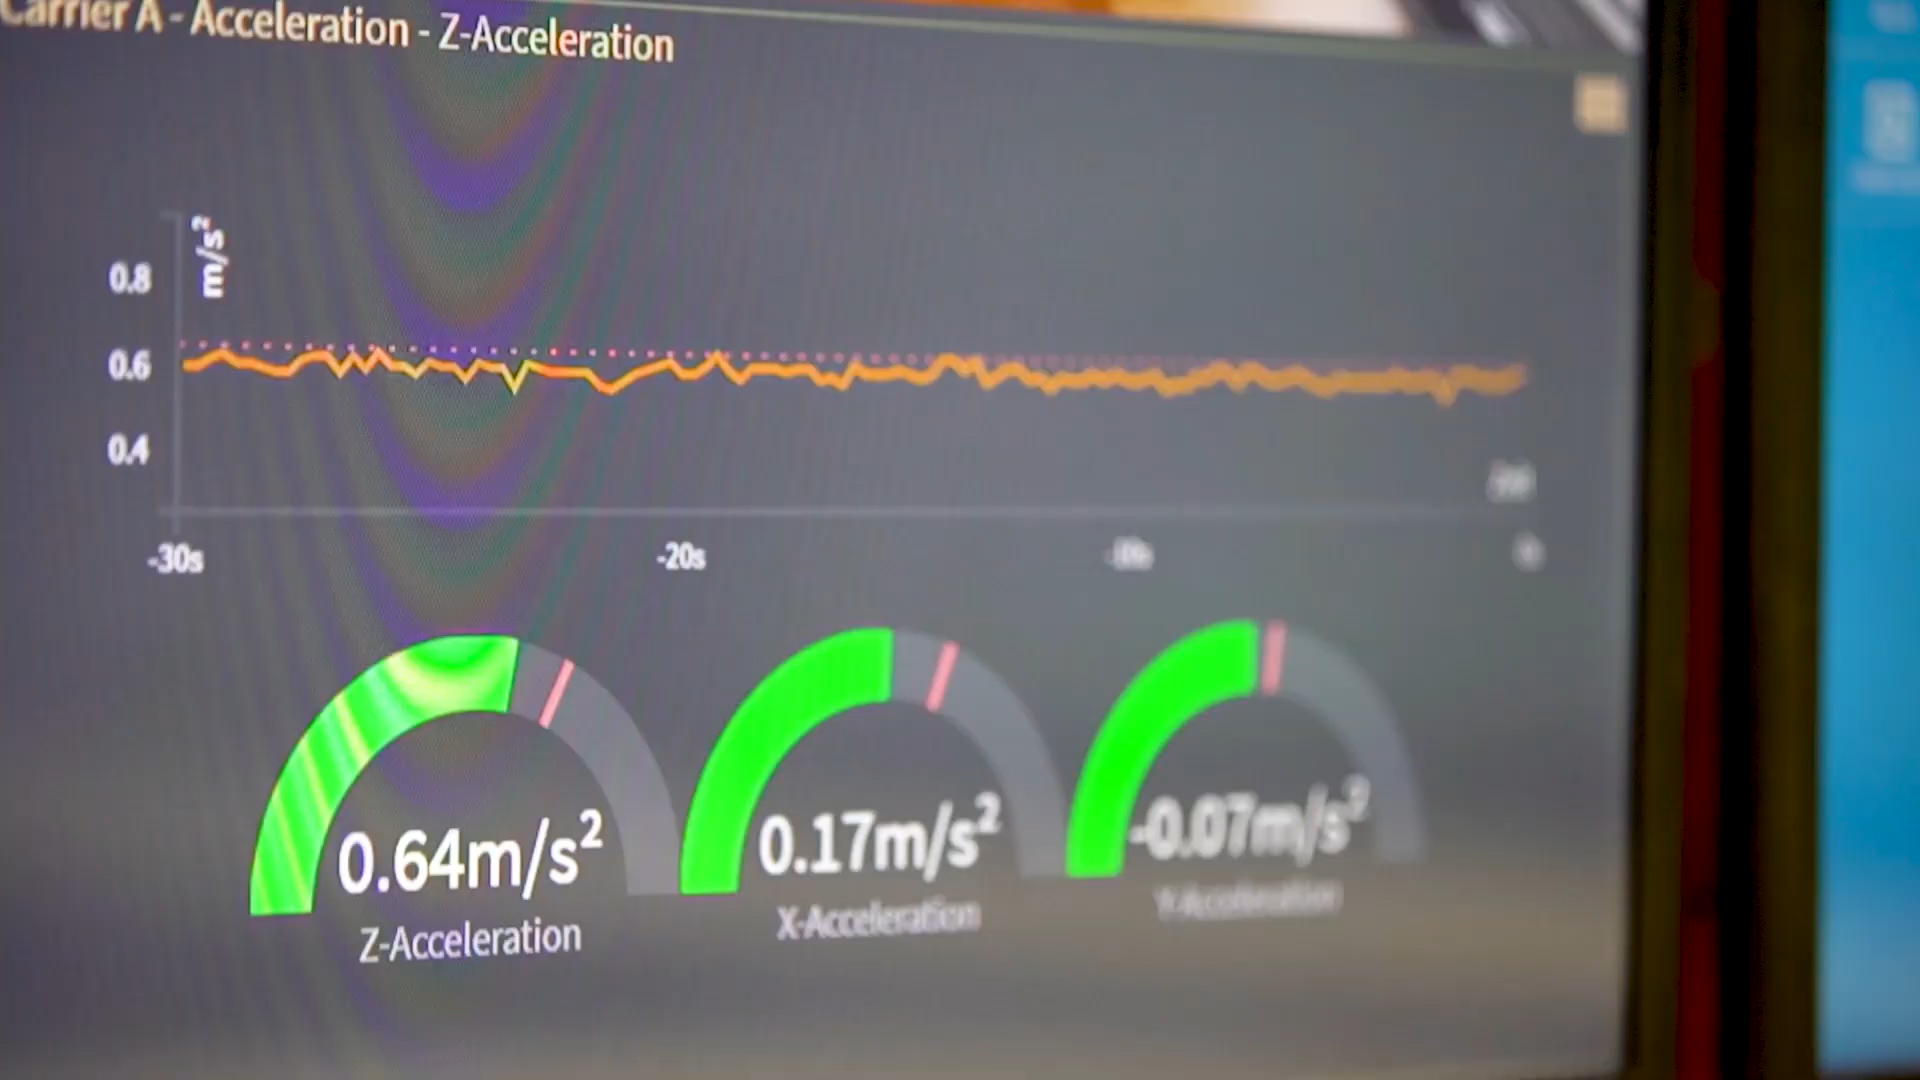 Carrier A - Acceleration - Z-Acceleration
m/s²
0.8
0.6
0.4
-30s
-20s
0.64m/s²
0.17m/s²
-0.07m/s²
Z-Acceleration
X-Acceleration
Y-Acceleration